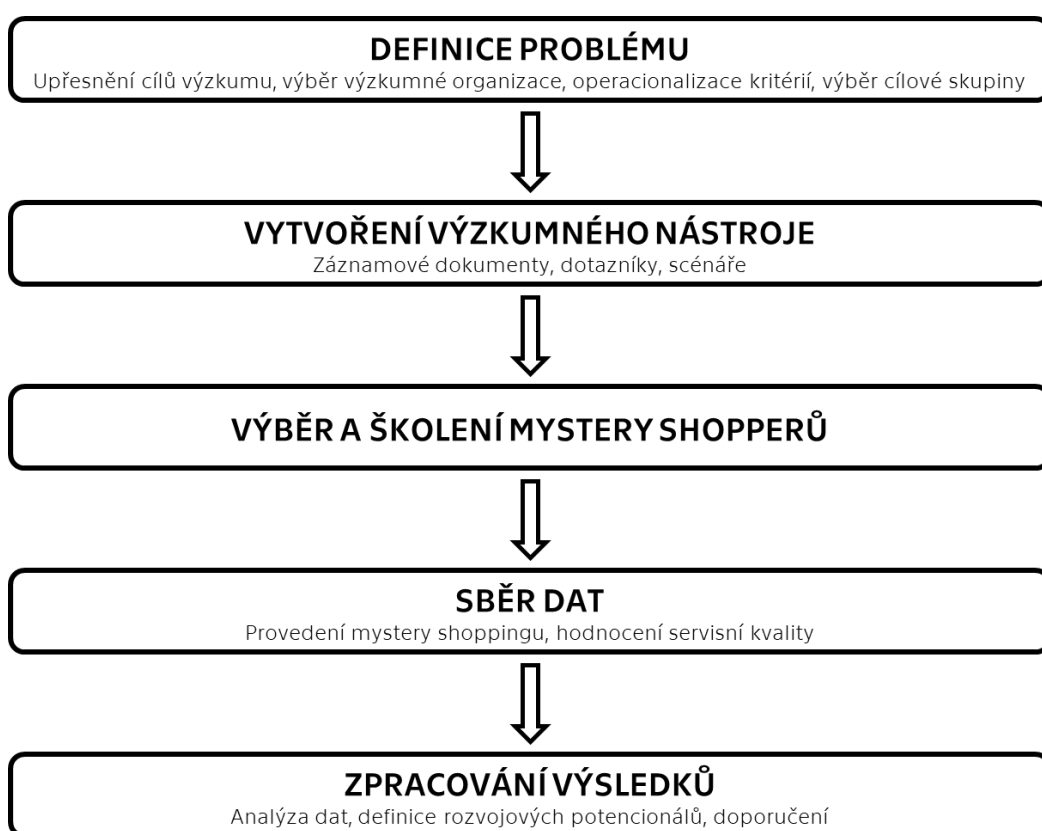 DEFINICE PROBLÉMU
Upřesnění cílů výzkumu, výběr výzkumné organizace, operacionalizace kritérií, výběr cílové skupiny
VYTVOŘENÍ VÝZKUMNÉHO NÁSTROJE
Záznamové dokumenty, dotazníky, scénáře
VÝBĚR A ŠKOLENÍ MYSTERY SHOPPERŮ
SBĚR DAT
Provedení mystery shoppingu, hodnocení servisní kvality
ZPRACOVÁNÍ VÝSLEDKŮ
Analýza dat, definice rozvojových potencionálů, doporučení